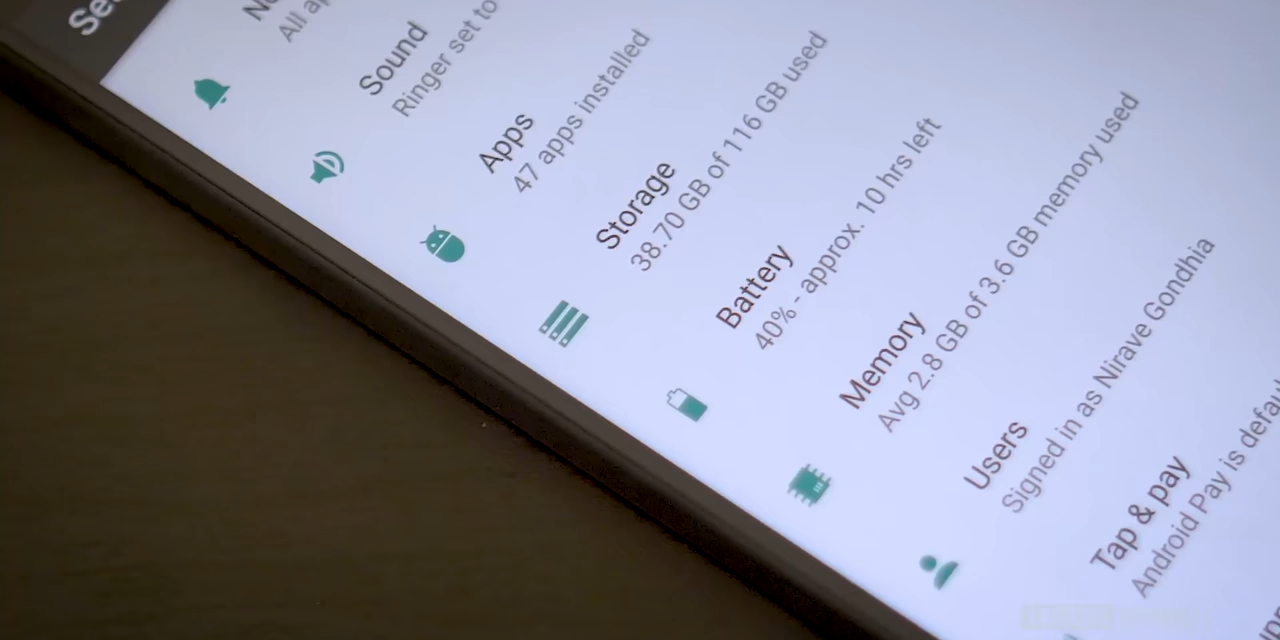 Sound
Ringer set to
Apps
47 apps installed
Storage
38.70 GB of 116 GB used
Battery
40% - approx. 10 hrs left
Memory
Avg 2.8 GB of 3.6 GB memory used
Users
Signed in as Nirave Gondhia
Tap & pay
Android Pay is